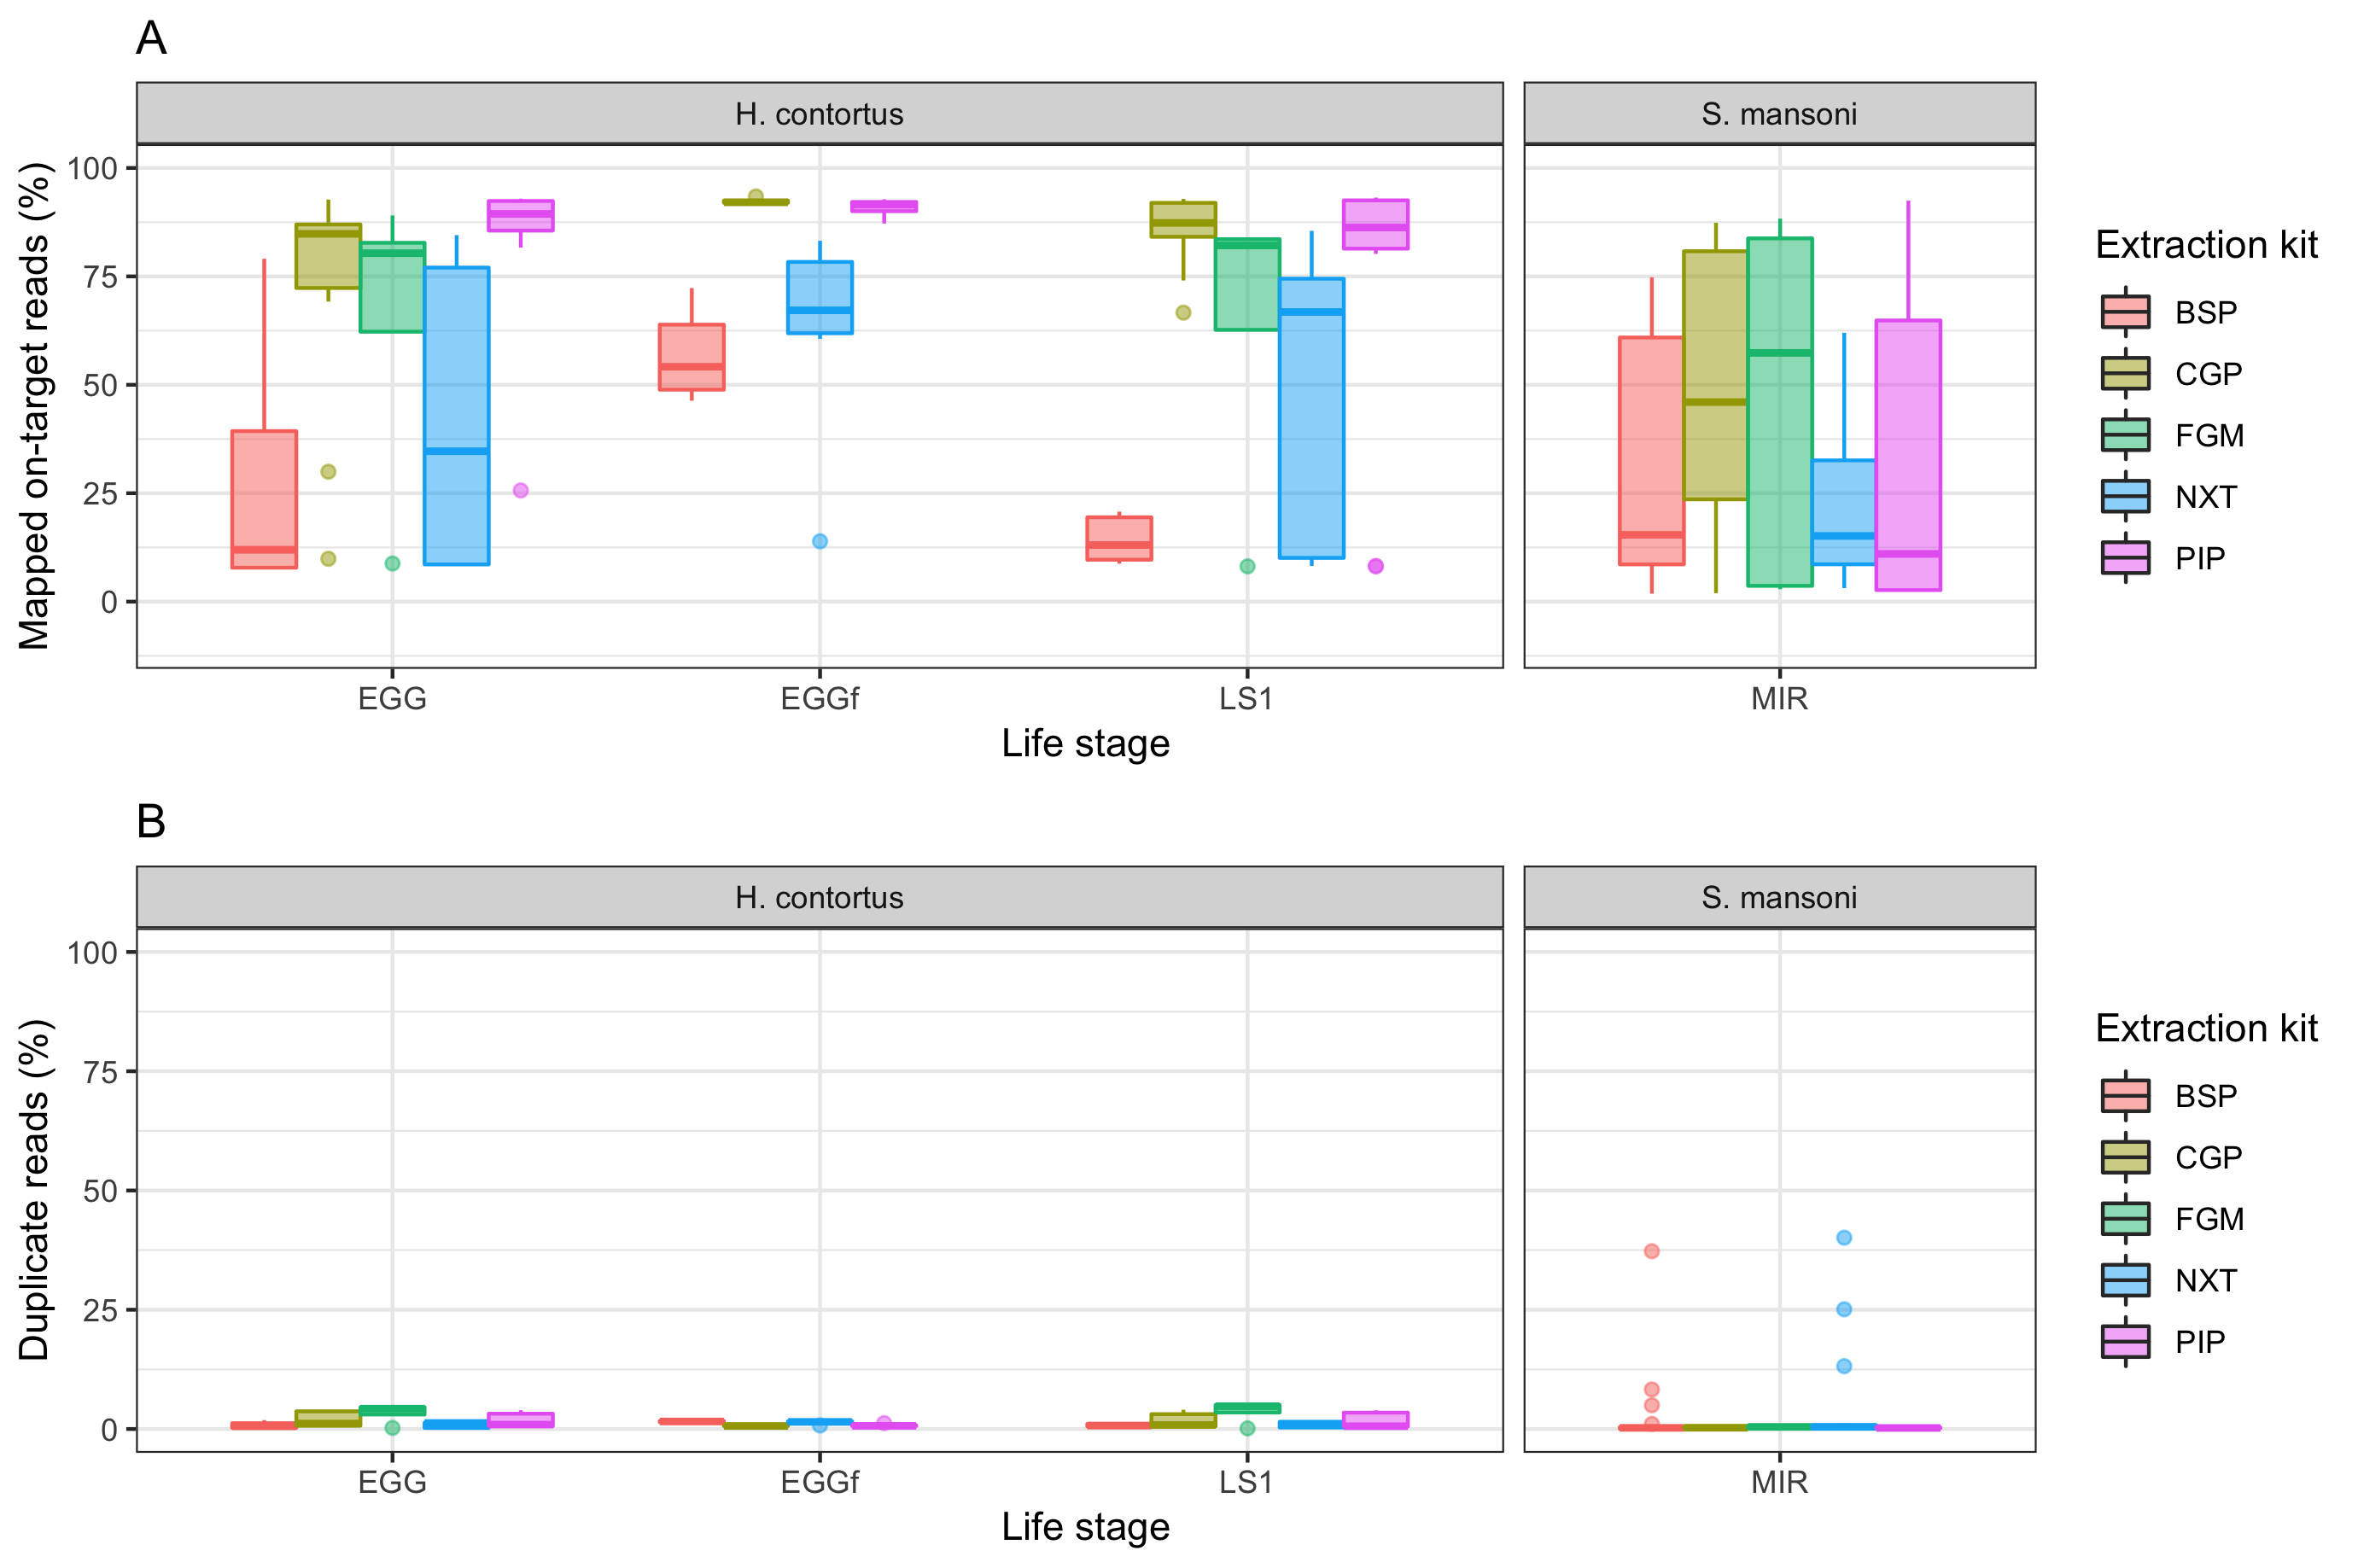 A
H. contortus
S. mansoni
Mapped on-target reads (%)
100
75
50
25
0
EGG
EGGf
LS1
MIR
Life stage
Extraction kit
BSP
CGP
FGM
NXT
PIP
B
H. contortus
S. mansoni
Duplicate reads (%)
100
75
50
25
0
EGG
EGGf
LS1
MIR
Life stage
Extraction kit
BSP
CGP
FGM
NXT
PIP